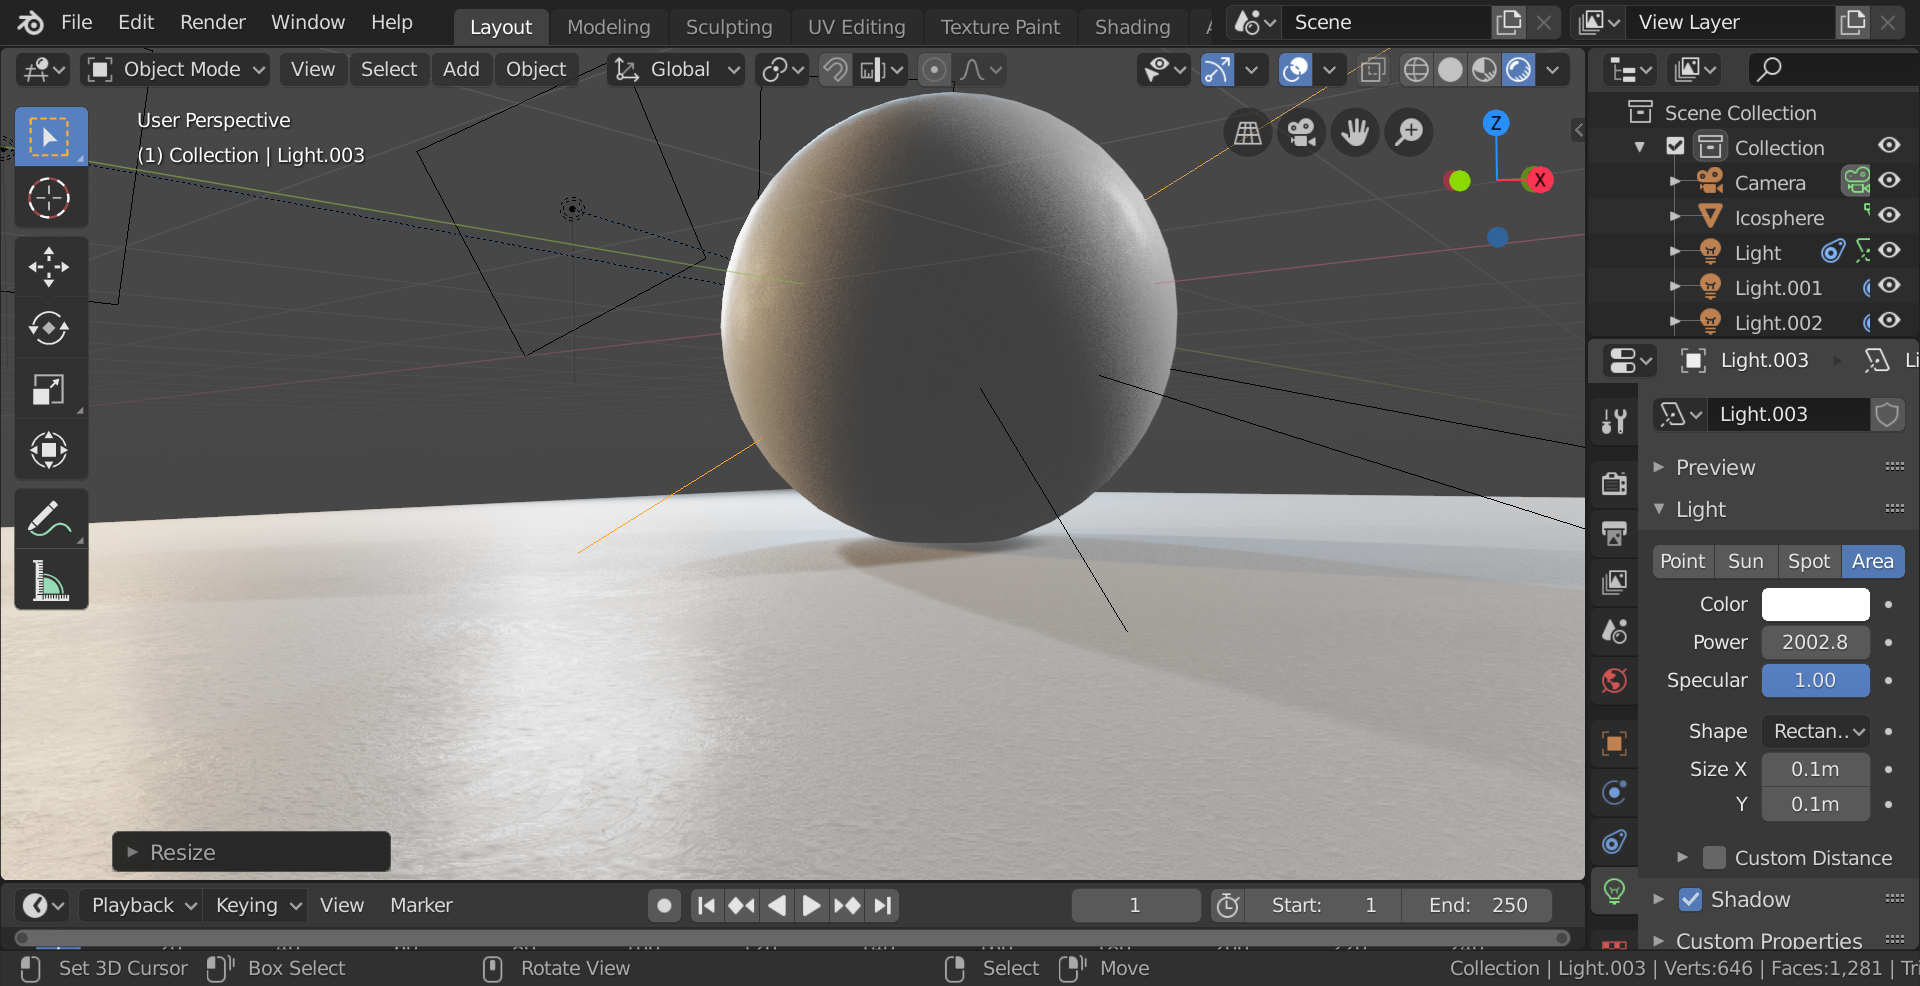 File Edit Render Window Help Layout Modeling Sculpting UV Editing Texture Paint Shading Scene View Layer
Object Mode View Select Add Object Global
User Perspective
(1) Collection | Light.003
Z
X
Scene Collection
Collection
Camera
Icosphere
Light
Light.001
Light.002
Light.003 Li
Light.003
Preview
Light
Point Sun Spot Area
Color
Power 2002.8
Specular 1.00
Shape Rectan..
Size X 0.1m
Y 0.1m
Custom Distance
Shadow
Custom Properties
Resize
Playback Keying View Marker 1 Start: 1 End: 250
Set 3D Cursor Box Select Rotate View Select Move Collection | Light.003 | Verts:646 | Faces:1,281 | Tri